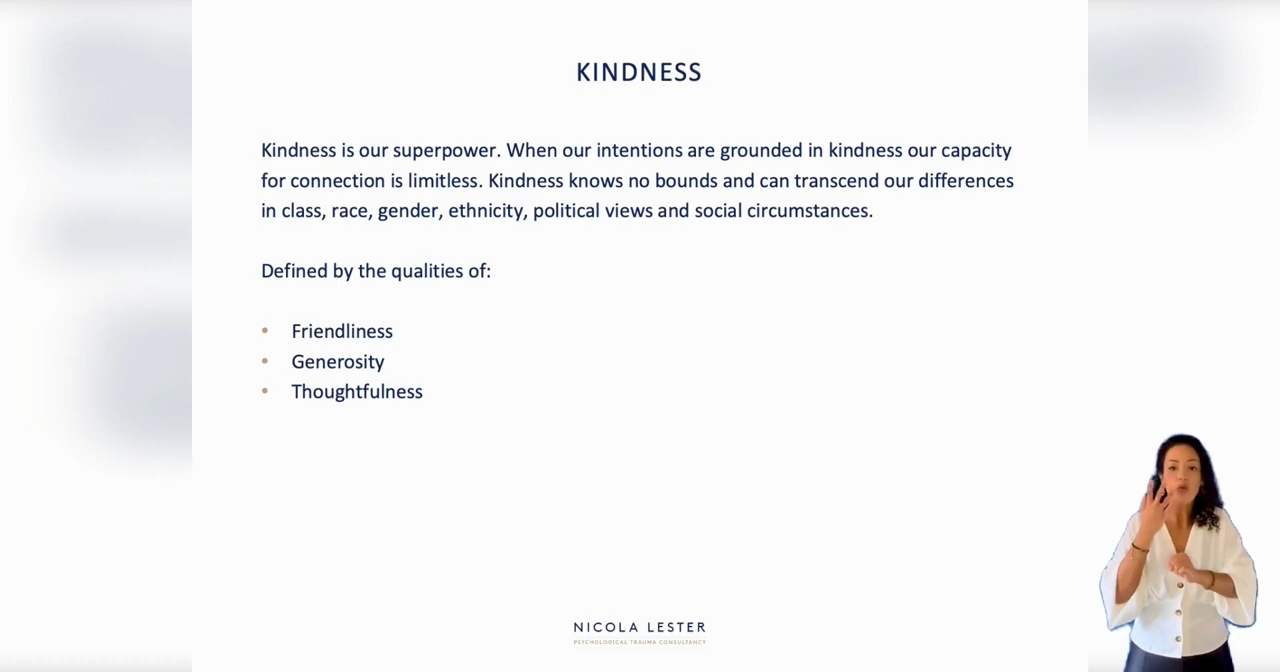 KINDNESS
Kindness is our superpower. When our intentions are grounded in kindness our capacity
for connection is limitless. Kindness knows no bounds and can transcend our differences
in class, race, gender, ethnicity, political views and social circumstances.
Defined by the qualities of:
• Friendliness
• Generosity
• Thoughtfulness
NICOLA LESTER
PSYCHOLOGICAL TRAUMA CONSULTANCY